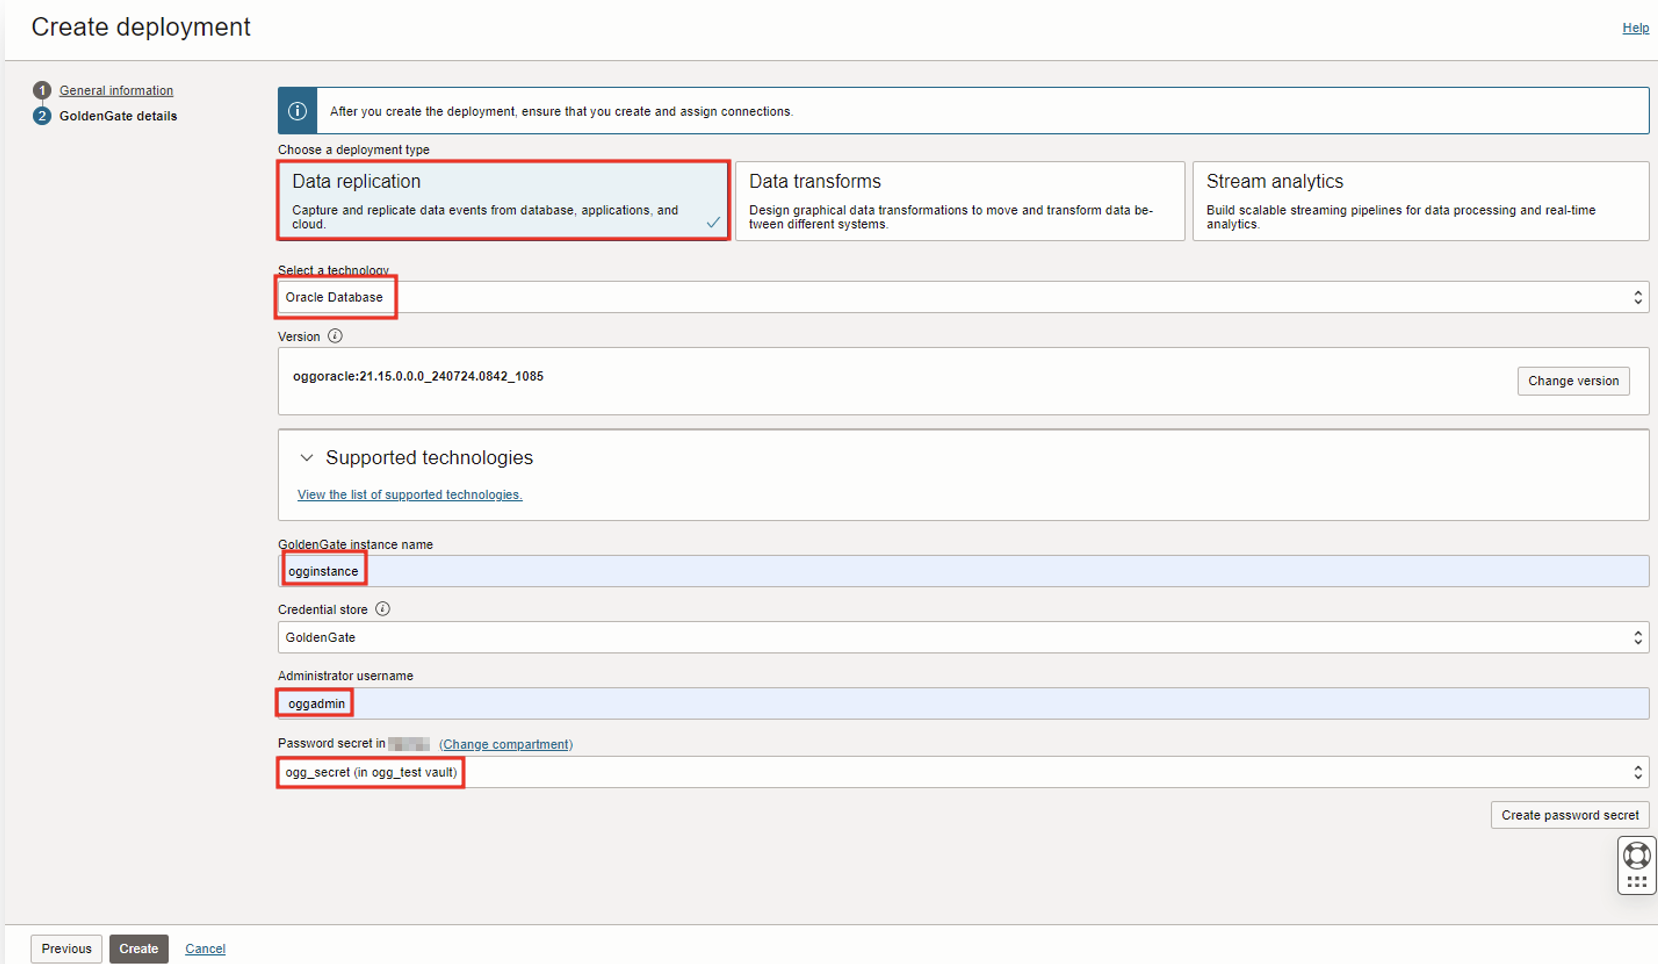 Create deployment
Help
1 General information
2 GoldenGate details
After you create the deployment, ensure that you create and assign connections.
Choose a deployment type
Data replication
Capture and replicate data events from database, applications, and
cloud.
Data transforms
Design graphical data transformations to move and transform data be-
tween different systems.
Stream analytics
Build scalable streaming pipelines for data processing and real-time
analytics.
Select a technology
Oracle Database
Version
oggoracle:21.15.0.0.0_240724.0842_1085
Change version
Supported technologies
View the list of supported technologies.
GoldenGate instance name
ogginstance
Credential store
GoldenGate
Administrator username
oggadmin
Password secret in (Change compartment)
ogg_secret (in ogg_test vault)
Create password secret
Previous
Create
Cancel